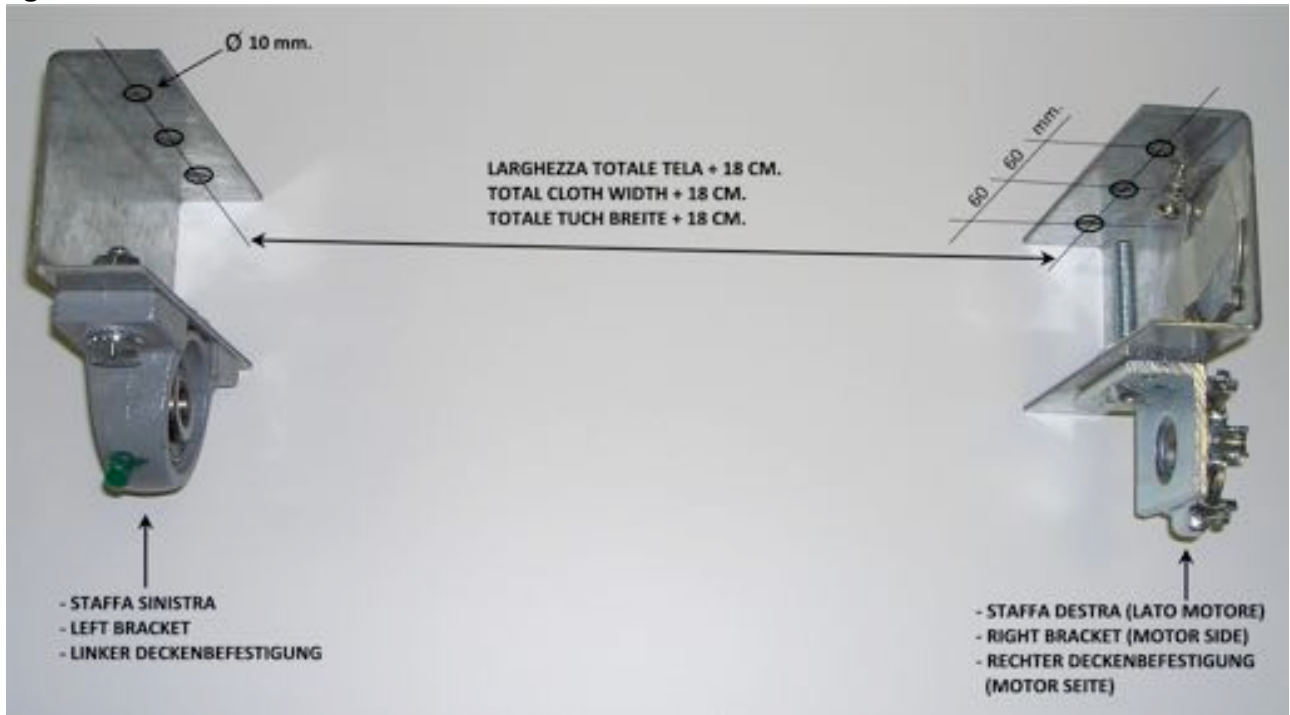 Ø 10 mm.
60 60 mm.
LARGHEZZA TOTALE TELA + 18 CM.
TOTAL CLOTH WIDTH + 18 CM.
TOTALE TUCH BREITE + 18 CM.
- STAFFA SINISTRA
- LEFT BRACKET
- LINKER DECKENBEFESTIGUNG
- STAFFA DESTRA (LATO MOTORE)
- RIGHT BRACKET (MOTOR SIDE)
- RECHTER DECKENBEFESTIGUNG
(MOTOR SEITE)